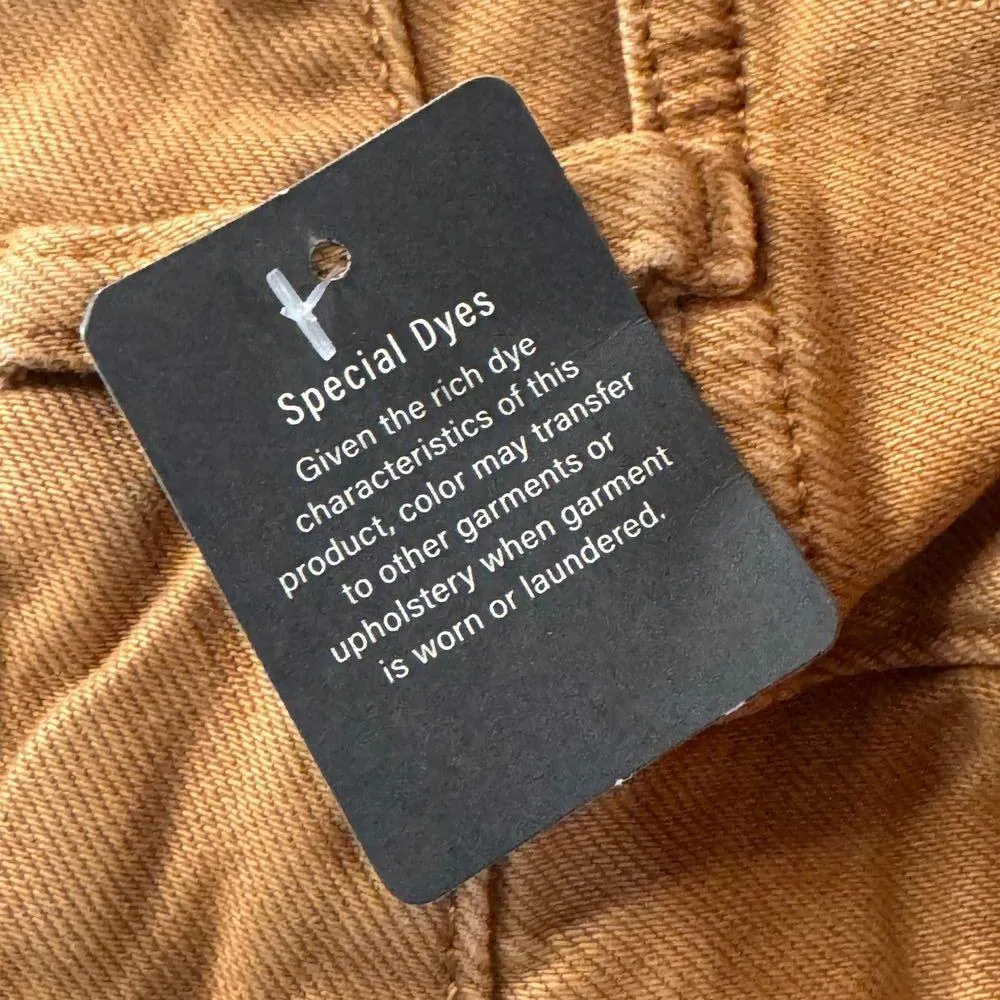 Special Dyes
Given the rich dye
characteristics of this
product, color may transfer
to other garments or
upholstery when garment
is worn or laundered.